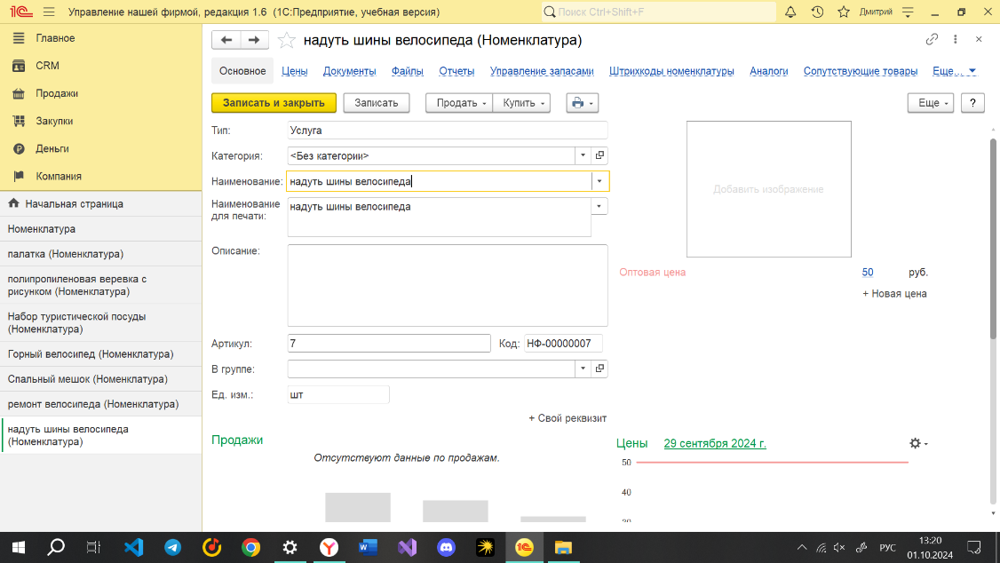 1С Управление нашей фирмой, редакция 1.6 (1С:Предприятие, учебная версия) Поиск Ctrl+Shift+F Дмитрий
Главное
CRM
Продажи
Закупки
Деньги
Компания
Начальная страница
Номенклатура
палатка (Номенклатура)
полипропиленовая веревка с
рисунком (Номенклатура)
Набор туристической посуды
(Номенклатура)
Горный велосипед (Номенклатура)
Спальный мешок (Номенклатура)
ремонт велосипеда (Номенклатура)
надуть шины велосипеда
(Номенклатура)
надуть шины велосипеда (Номенклатура)
Основное Цены Документы Файлы Отчеты Управление запасами Штрихкоды номенклатуры Аналоги Сопутствующие товары Еще...
Записать и закрыть Записать Продать Купить Еще ?
Тип: Услуга
Категория: <Без категории>
Наименование: надуть шины велосипеда
Наименование
для печати: надуть шины велосипеда
Описание:
Артикул: 7 Код: НФ-00000007
В группе:
Ед. изм.: шт
+ Свой реквизит
Добавить изображение
Оптовая цена 50 руб.
+ Новая цена
Продажи
Отсутствуют данные по продажам.
Цены 29 сентября 2024 г.
50
40
30
РУС 13:20
01.10.2024